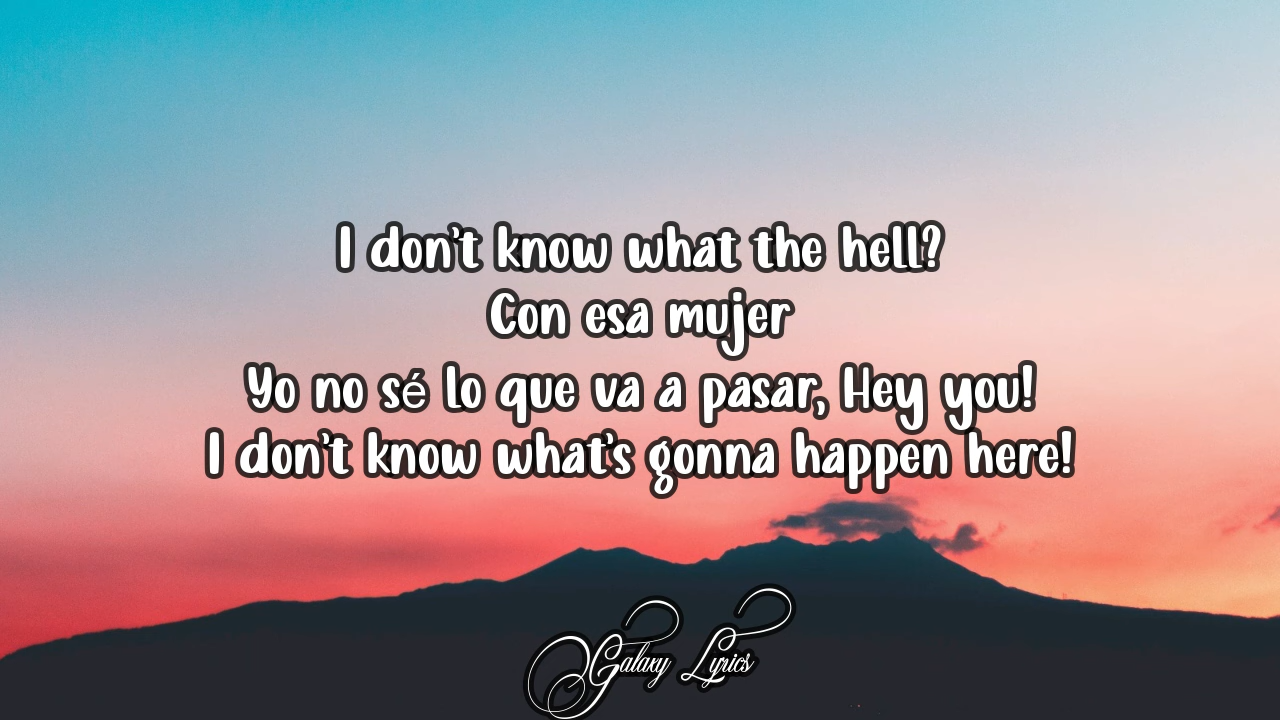 I don't know what the hell?
Con esa mujer
Yo no sé lo que va a pasar, Hey you!
I don't know what's gonna happen here!
Galaxy Lyrics